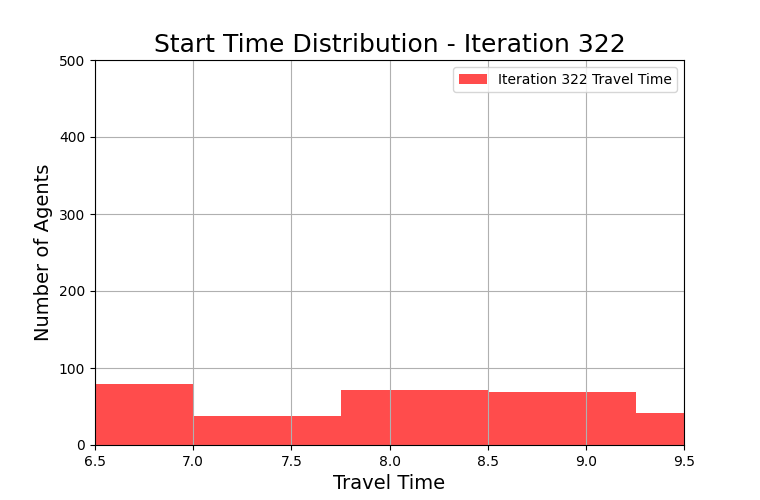 Start Time Distribution - Iteration 322
500
400
300
200
100
0
Number of Agents
Iteration 322 Travel Time
6.5 7.0 7.5 8.0 8.5 9.0 9.5
Travel Time